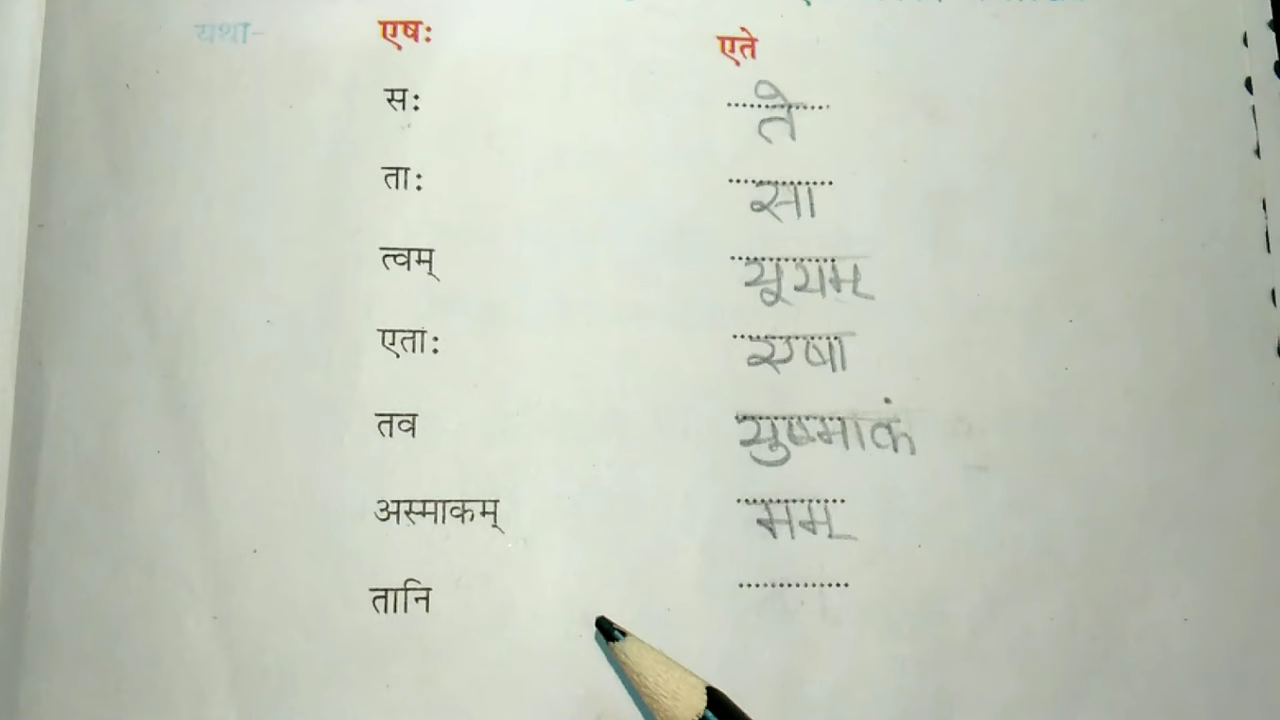 यथा- एषः एते
सः ते
ताः सा
त्वम् यूयम्
एताः एषा
तव युष्माकं
अस्माकम् मम्
तानि